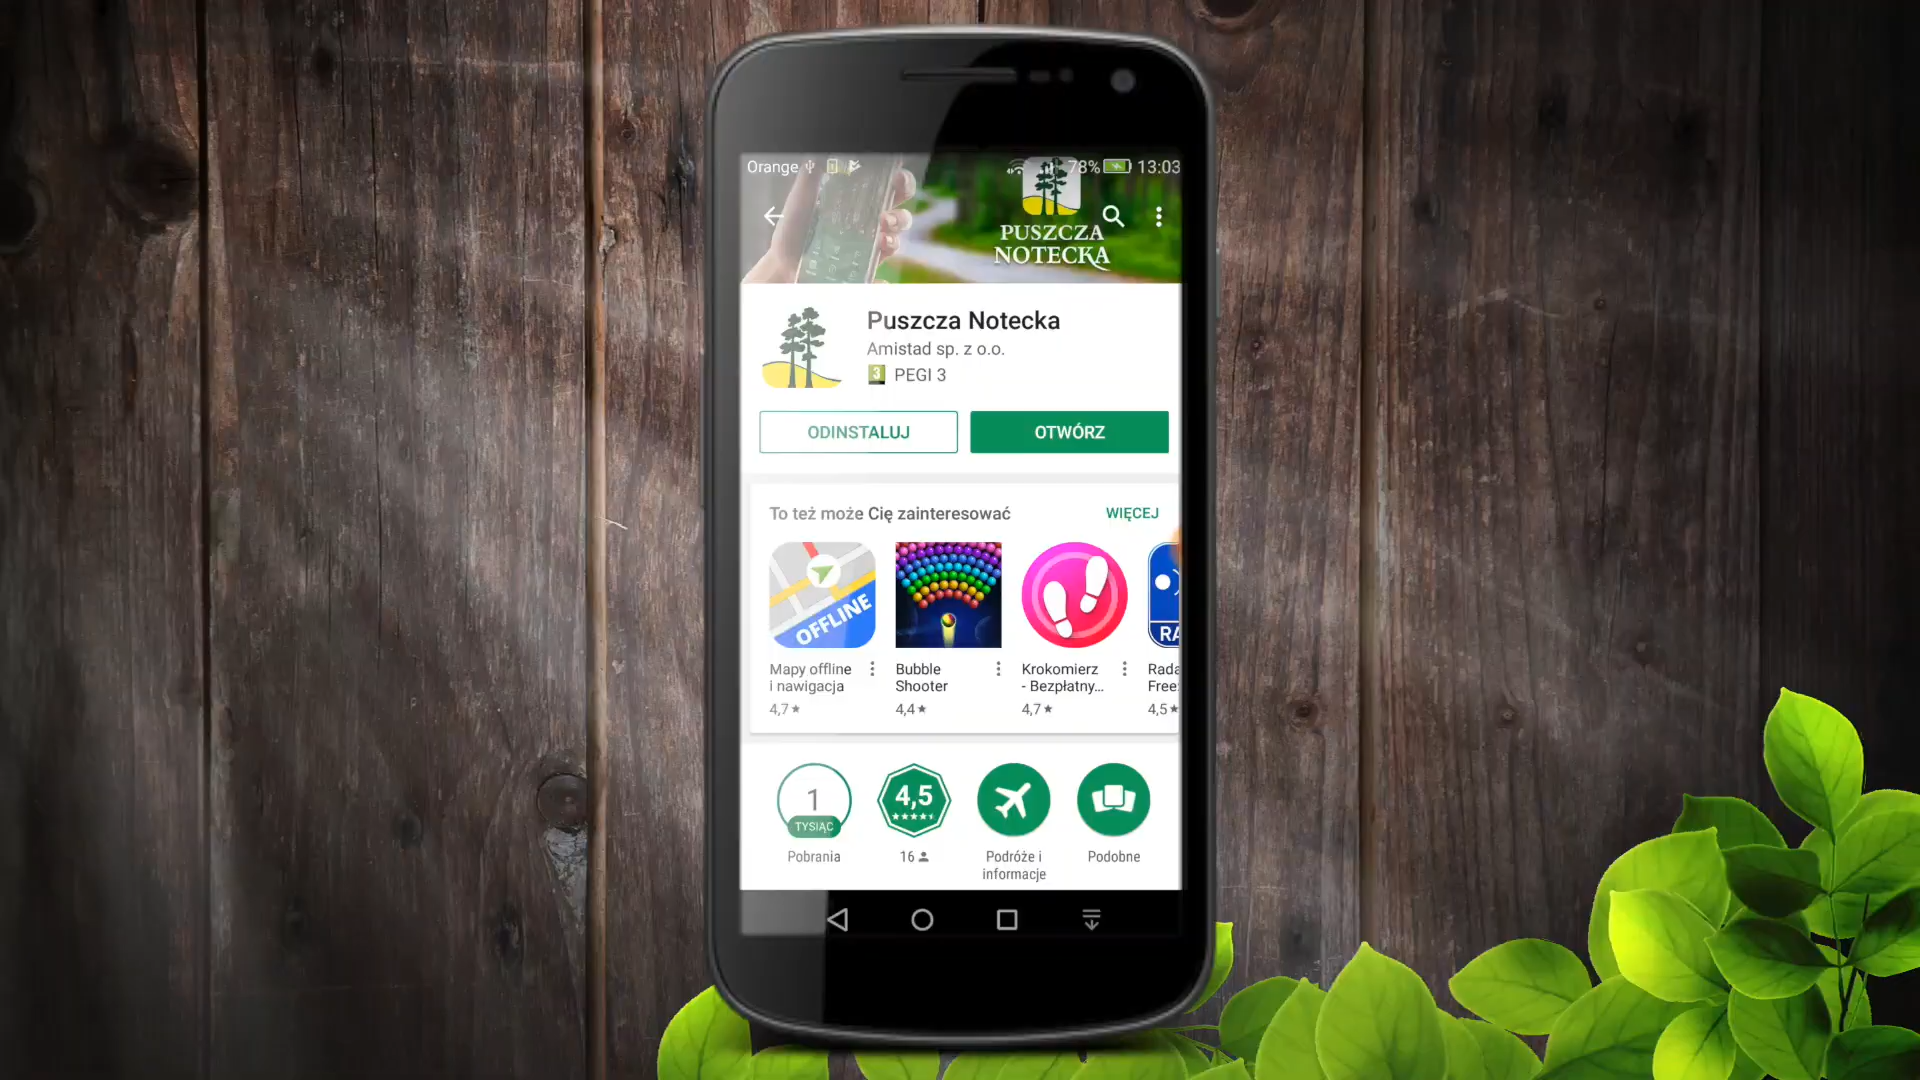 Orange 78% 13:03
PUSZCZA
NOTECKA
Puszcza Notecka
Amistad sp. z o.o.
3 PEGI 3
ODINSTALUJ OTWÓRZ
To też może Cię zainteresować WIĘCEJ
OFFLINE
RA
Mapy offline
i nawigacja
4,7
Bubble
Shooter
4,4
Krokomierz
- Bezpłatny...
4,7
Rada
Free
4,5
1
TYSIĄC
Pobrania
4,5
16
Podróże i
informacje
Podobne